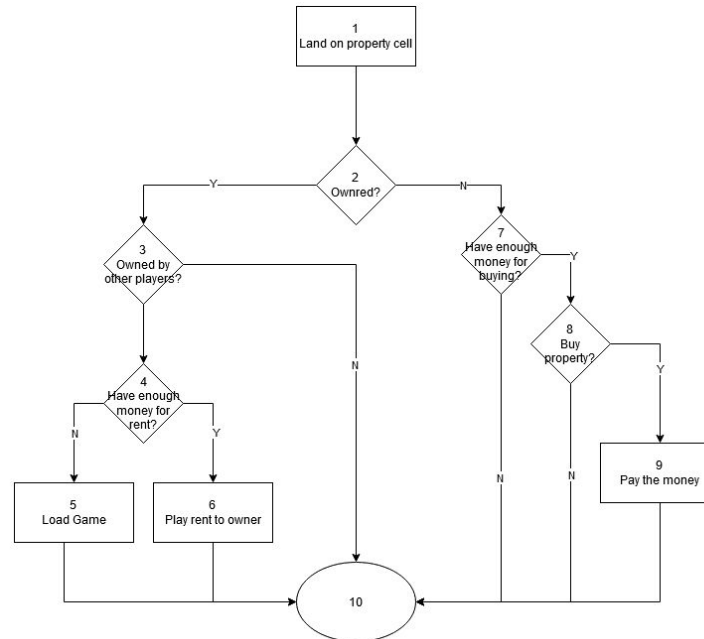 1
Land on property cell
2
Ownred?
Y
N
3
Owned by
other players?
7
Have enough
money for
buying?
Y
8
Buy
property?
N
4
Have enough
money for
rent?
Y
N
Y
9
Pay the money
N
N
5
Load Game
6
Play rent to owner
10